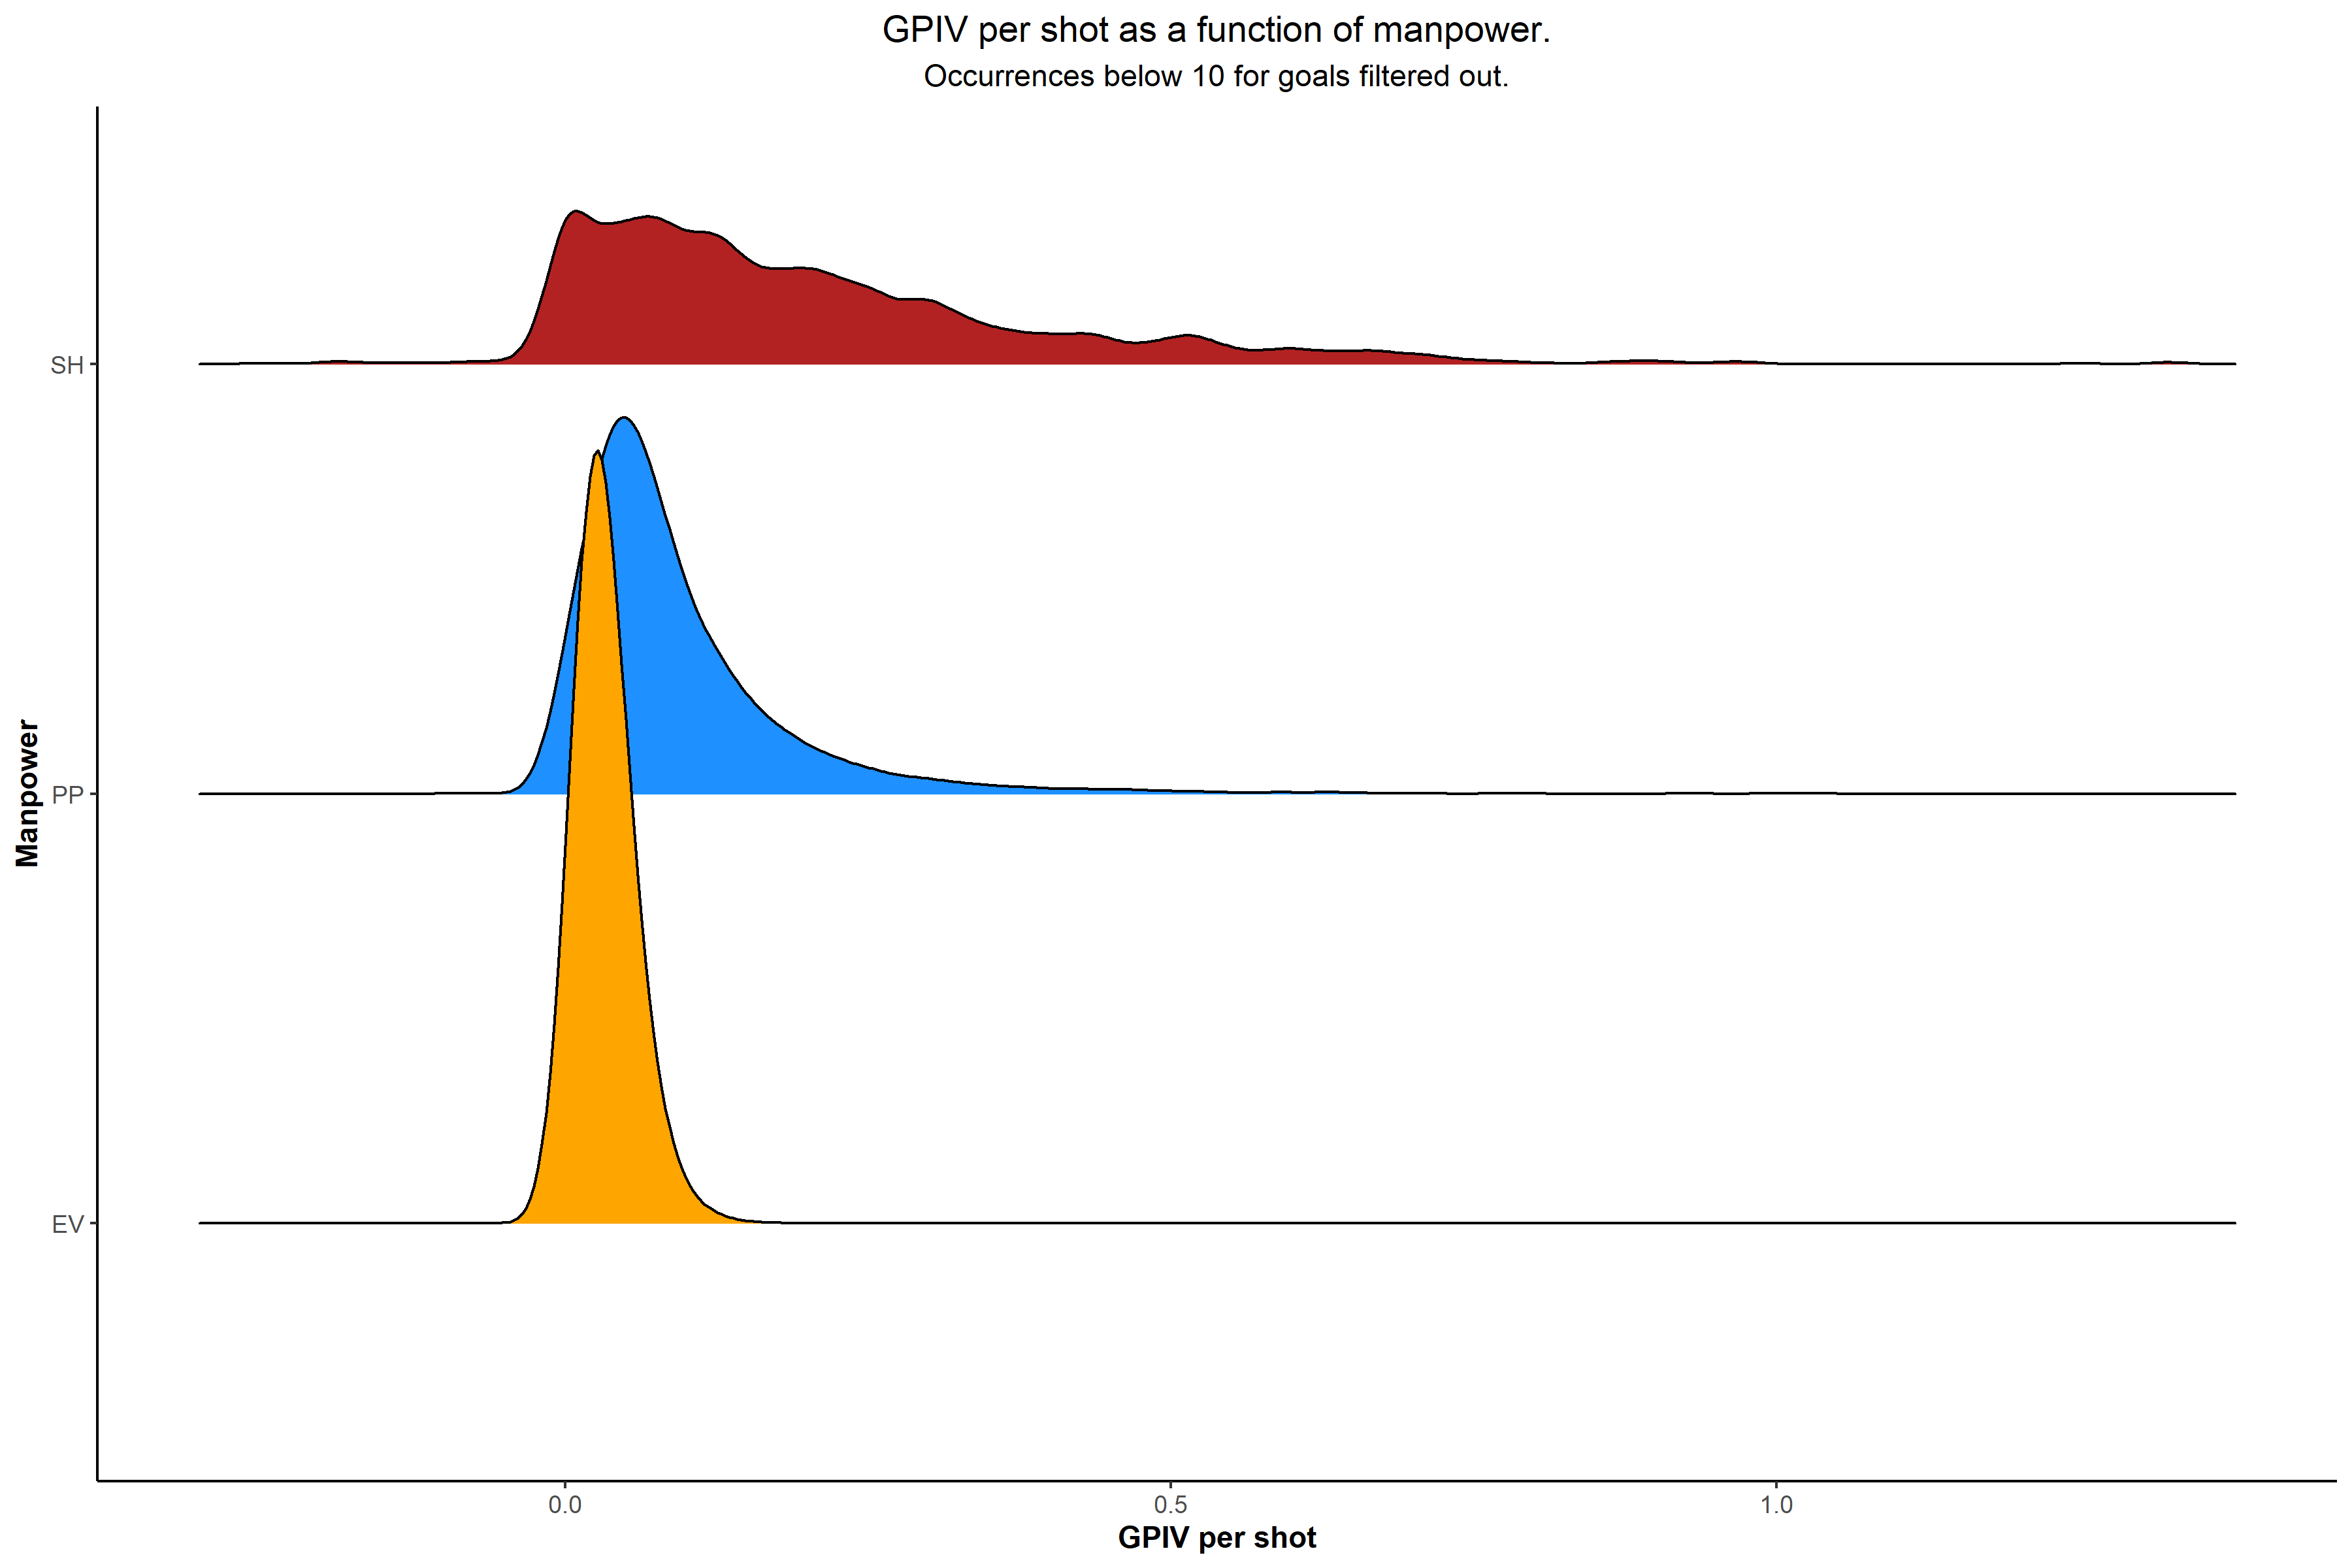 GPIV per shot as a function of manpower.
Occurrences below 10 for goals filtered out.
SH
PP
EV
Manpower
0.0 0.5 1.0
GPIV per shot